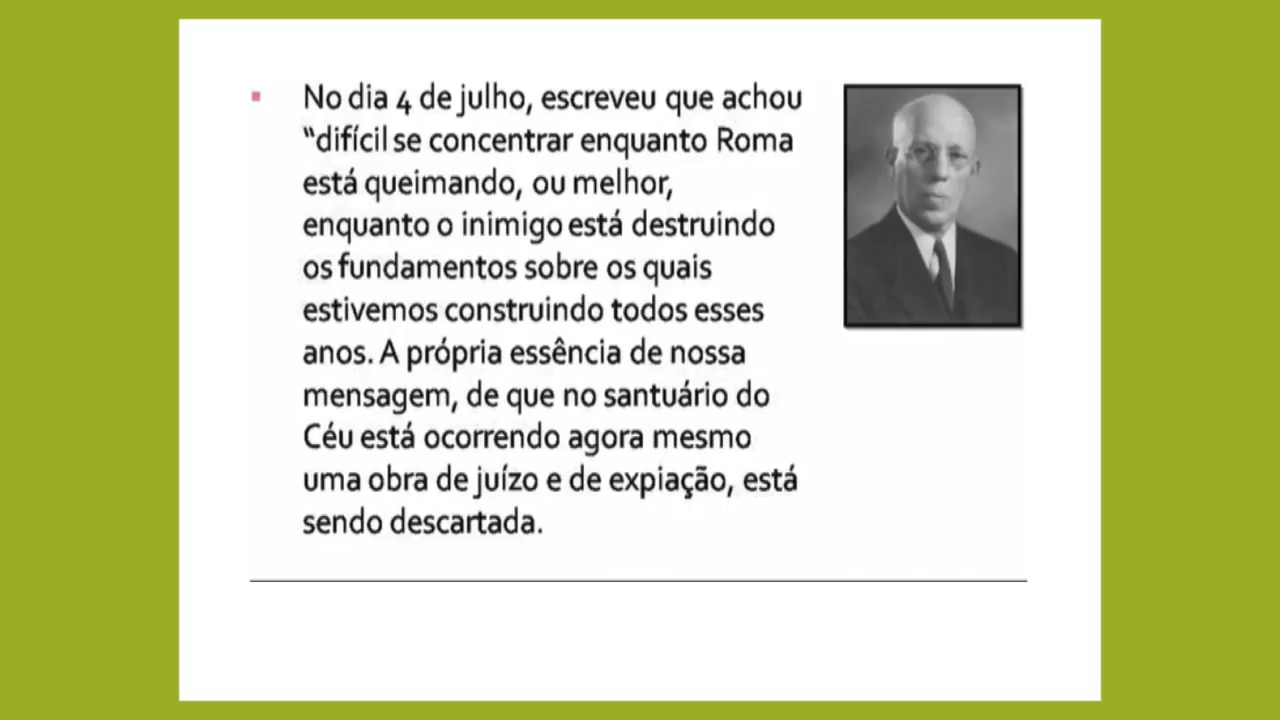 No dia 4 de julho, escreveu que achou
“difícil se concentrar enquanto Roma
está queimando, ou melhor,
enquanto o inimigo está destruindo
os fundamentos sobre os quais
estivemos construindo todos esses
anos. A própria essência de nossa
mensagem, de que no santuário do
Céu está ocorrendo agora mesmo
uma obra de juízo e de expiação, está
sendo descartada.